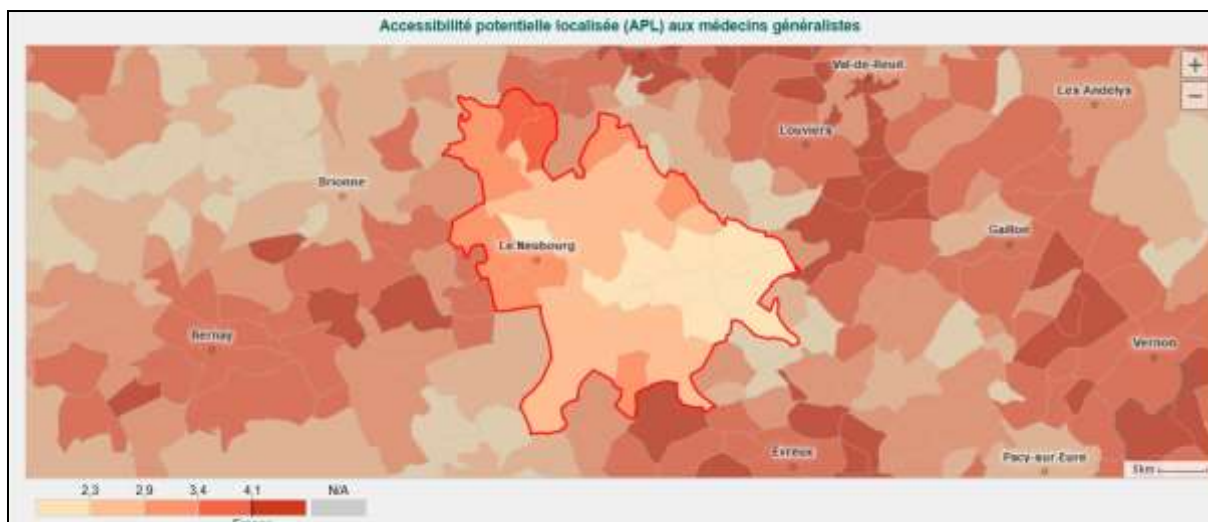 Accessibilité potentielle localisée (APL) aux médecins généralistes
Val-de-Reuil
+
Les Andelys
−
Louviers
Brionne
Gaillon
Le Neubourg
Bernay
Vernon
Évreux
Pacy-sur-Eure
5km
2,3 2,9 3,4 4,1 N/A